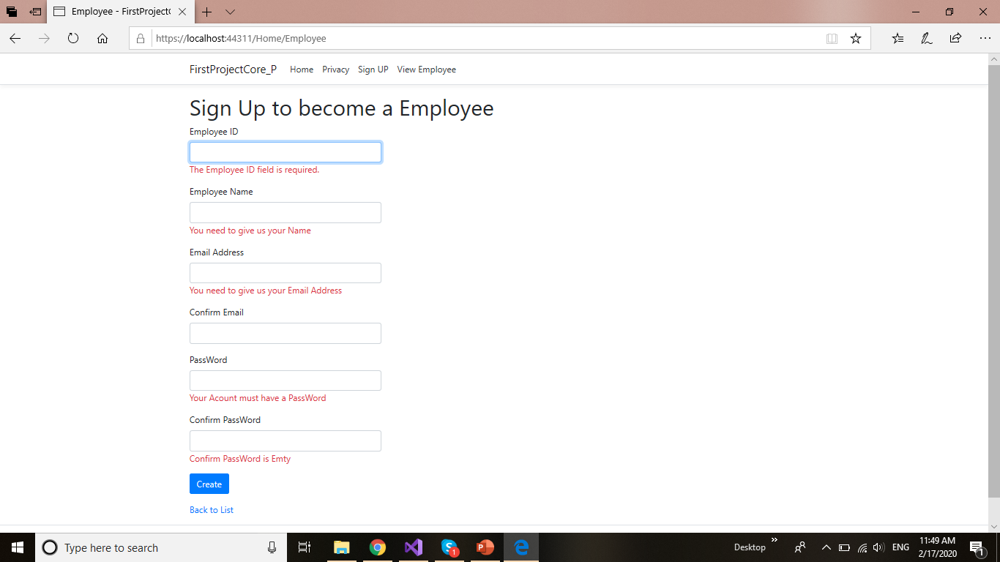 Employee - FirstProjectC
https://localhost:44311/Home/Employee
FirstProjectCore_P Home Privacy Sign UP View Employee
Sign Up to become a Employee
Employee ID
The Employee ID field is required.
Employee Name
You need to give us your Name
Email Address
You need to give us your Email Address
Confirm Email
PassWord
Your Acount must have a PassWord
Confirm PassWord
Confirm PassWord is Emty
Create
Back to List
Type here to search
1
Desktop
ENG
11:49 AM
2/17/2020
1